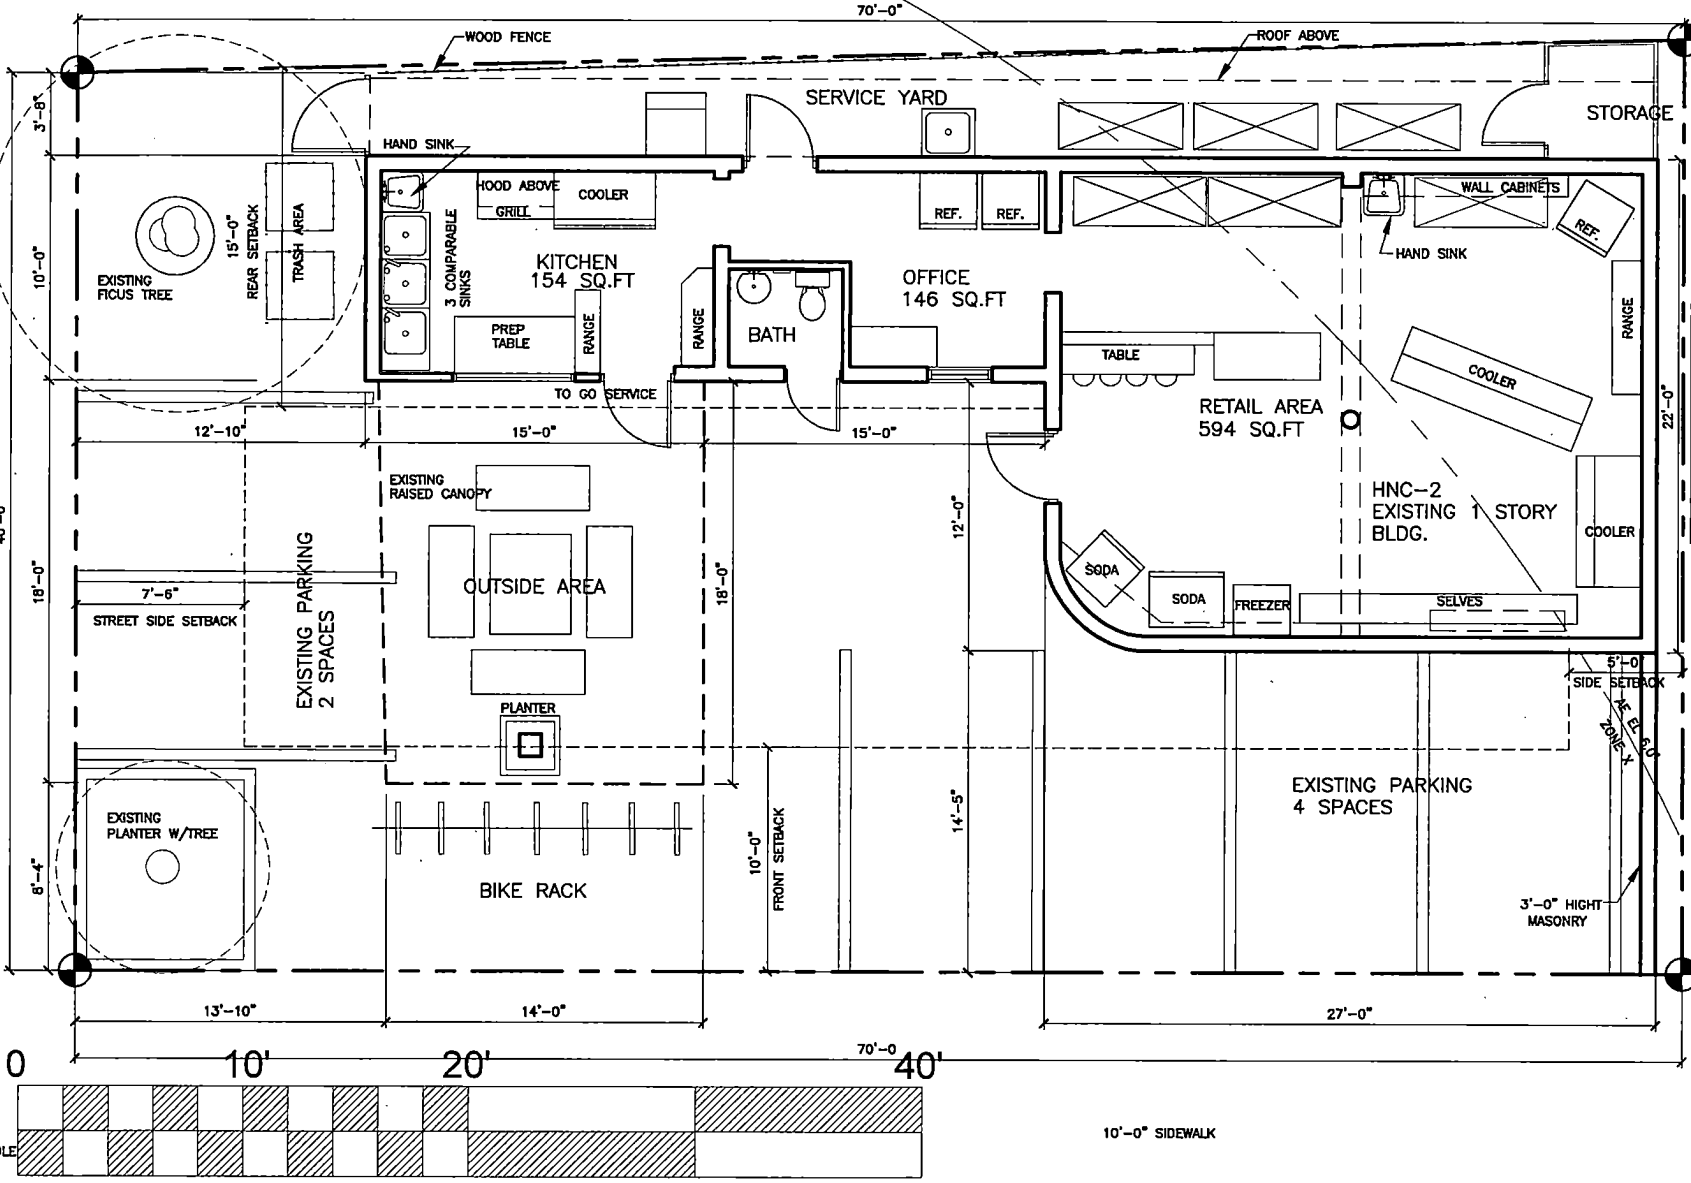 70'-0"
WOOD FENCE
ROOF ABOVE
SERVICE YARD
STORAGE
3'-8"
HAND SINK
HOOD ABOVE
GRILL
COOLER
REF.
REF.
WALL CABINETS
REF.
HAND SINK
10'-0"
15'-0"
REAR SETBACK
TRASH AREA
EXISTING
FICUS TREE
3 COMPARABLE
SINKS
KITCHEN
154 SQ.FT
OFFICE
146 SQ.FT
PREP
TABLE
RANGE
RANGE
BATH
TABLE
RANGE
COOLER
TO GO SERVICE
RETAIL AREA
594 SQ.FT
22'-0"
12'-10"
15'-0"
15'-0"
EXISTING
RAISED CANOPY
12'-0"
HNC-2
EXISTING 1 STORY
BLDG.
COOLER
18'-0"
EXISTING PARKING
2 SPACES
OUTSIDE AREA
18'-0"
7'-6"
STREET SIDE SETBACK
SODA
SODA
FREEZER
SELVES
5'-0
SIDE SETBACK
AE EL 6.0'
ZONE X
PLANTER
EXISTING PARKING
4 SPACES
EXISTING
PLANTER W/TREE
8'-4"
10'-0"
FRONT SETBACK
14'-5"
BIKE RACK
3'-0" HIGHT
MASONRY
13'-10"
14'-0"
27'-0"
70'-0
0
10'
20'
40'
10'-0" SIDEWALK